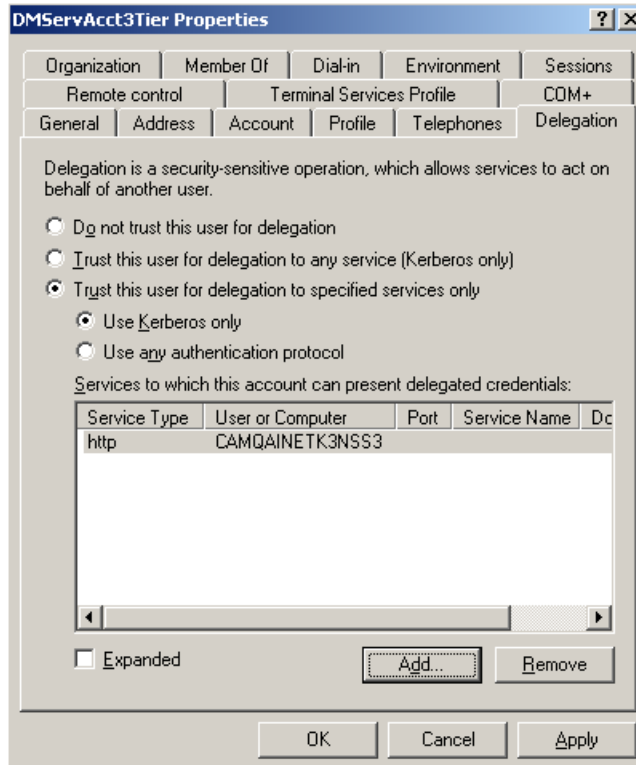 DMServAcct3Tier Properties
Organization Member Of Dial-in Environment Sessions
Remote control Terminal Services Profile COM+
General Address Account Profile Telephones Delegation
Delegation is a security-sensitive operation, which allows services to act on
behalf of another user.
Do not trust this user for delegation
Trust this user for delegation to any service (Kerberos only)
Trust this user for delegation to specified services only
Use Kerberos only
Use any authentication protocol
Services to which this account can present delegated credentials:
Service Type User or Computer Port Service Name Dc
http CAMQAINETK3NSS3
Expanded Add... Remove
OK Cancel Apply